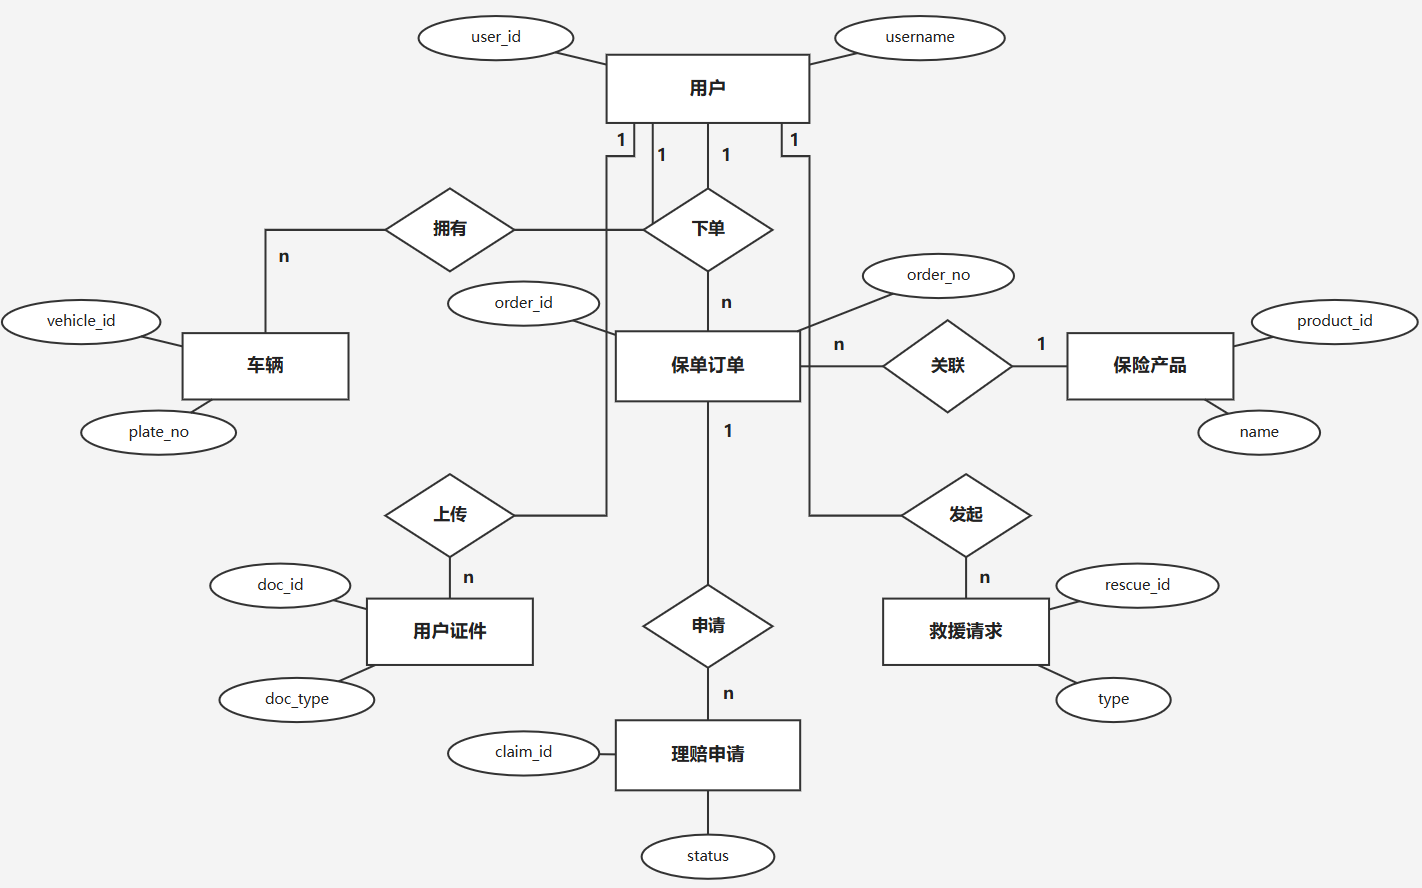 user_id
username
用户
1
1
1
1
拥有
下单
n
order_id
n
order_no
vehicle_id
product_id
n
1
车辆
保单订单
关联
保险产品
plate_no
1
name
上传
发起
n
n
doc_id
rescue_id
用户证件
申请
救援请求
doc_type
n
type
claim_id
理赔申请
status